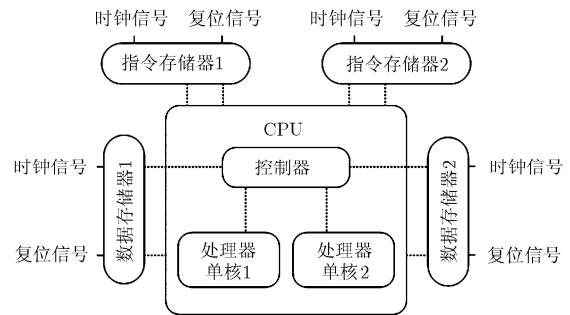 时钟信号 复位信号 时钟信号 复位信号
指令存储器1 指令存储器2
CPU
时钟信号 数据存储器1 控制器 数据存储器2 时钟信号
复位信号 处理器 处理器 复位信号
单核1 单核2